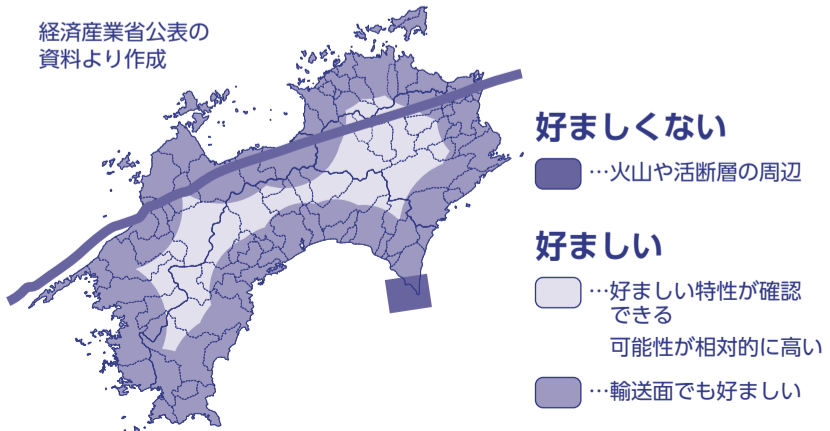 経済産業省公表の
資料より作成
好ましくない
…火山や活断層の周辺
好ましい
…好ましい特性が確認
できる
可能性が相対的に高い
…輸送面でも好ましい